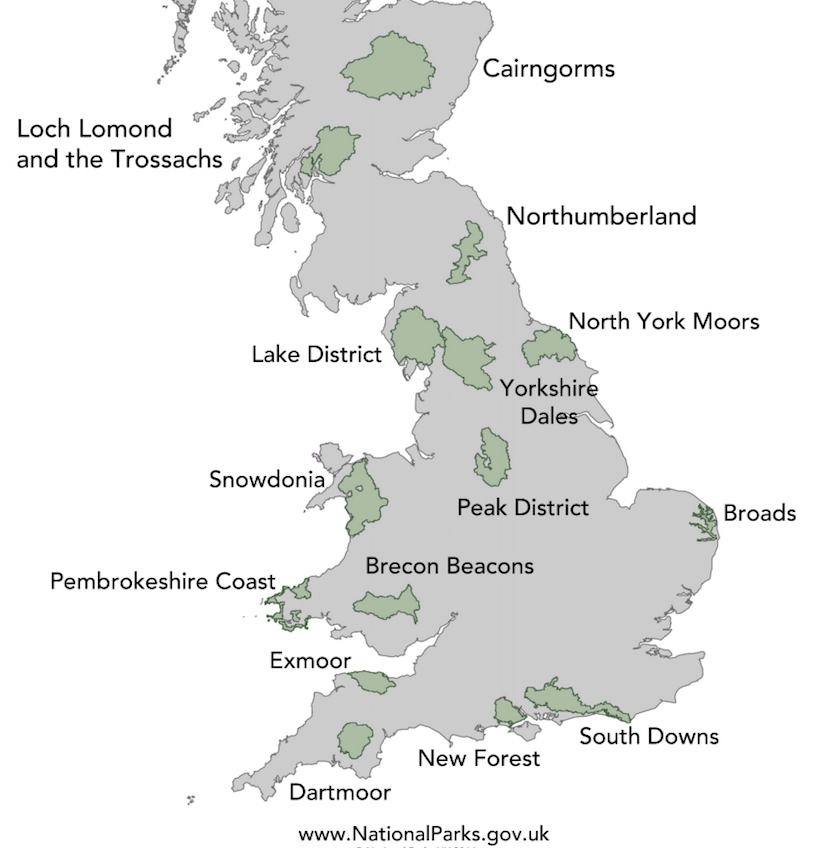 Cairngorms
Loch Lomond
and the Trossachs
Northumberland
North York Moors
Lake District
Yorkshire
Dales
Snowdonia
Peak District
Broads
Brecon Beacons
Pembrokeshire Coast
Exmoor
South Downs
New Forest
Dartmoor
www.NationalParks.gov.uk